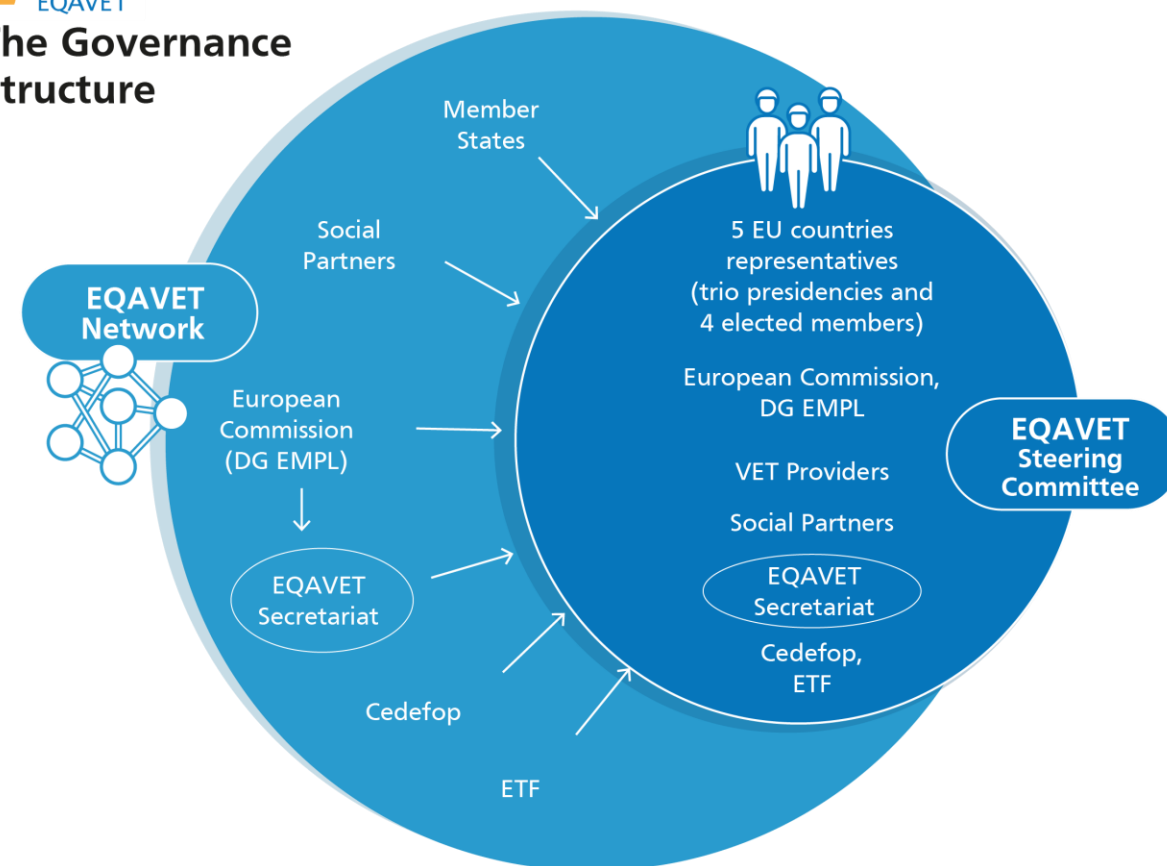 EQAVET
he Governance
tructure
Member
States
Social
Partners
EQAVET
Network
European
Commission
(DG EMPL)
EQAVET
Secretariat
Cedefop
ETF
5 EU countries
representatives
(trio presidencies and
4 elected members)
European Commission,
DG EMPL
VET Providers
Social Partners
EQAVET
Secretariat
Cedefop,
ETF
EQAVET
Steering
Committee